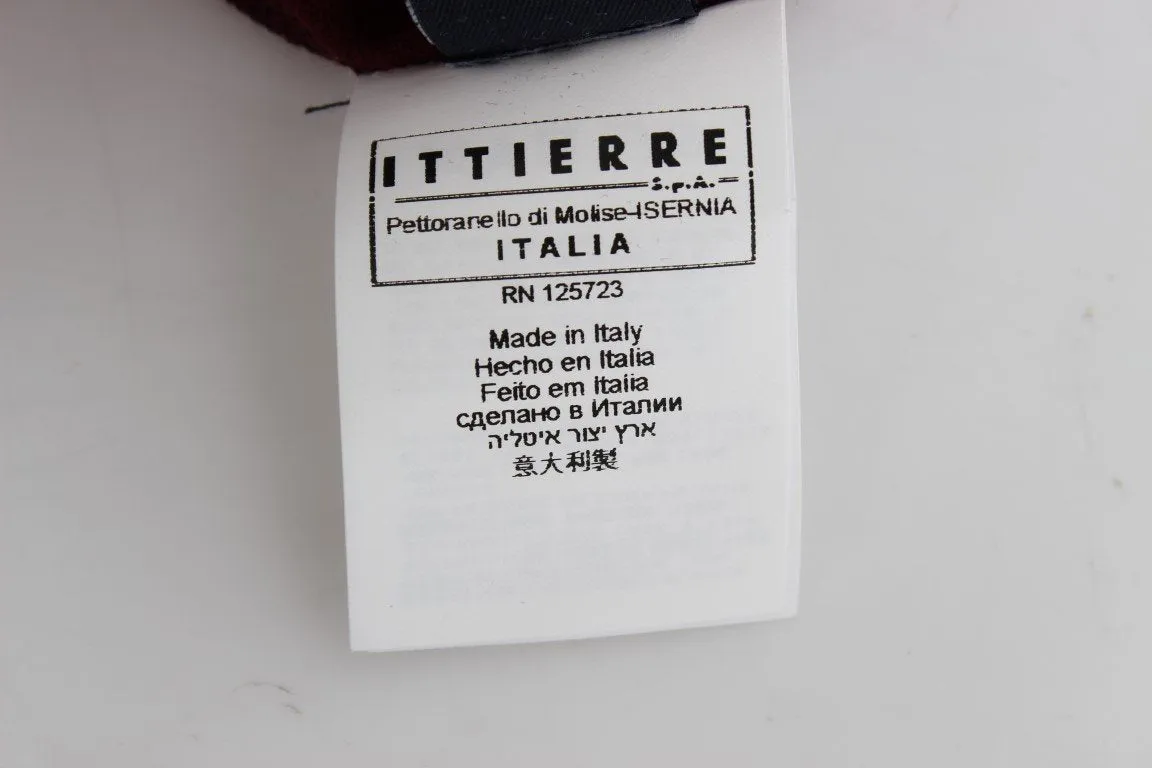 ITTIERRE
S.p.A.
Pettoranello di Molise-ISERNIA
ITALIA
RN 125723
Made in Italy
Hecho en Italia
Feito em Italia
сделано в Италии
ארץ יצור איטליה
意大利製